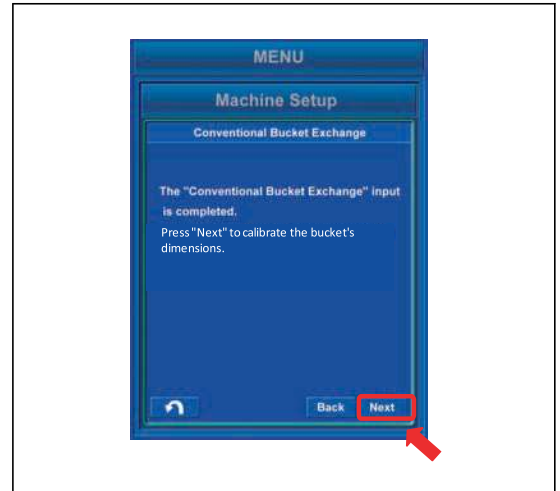 MENU
Machine Setup
Conventional Bucket Exchange
The "Conventional Bucket Exchange" input
is completed.
Press "Next" to calibrate the bucket's
dimensions.
Back Next